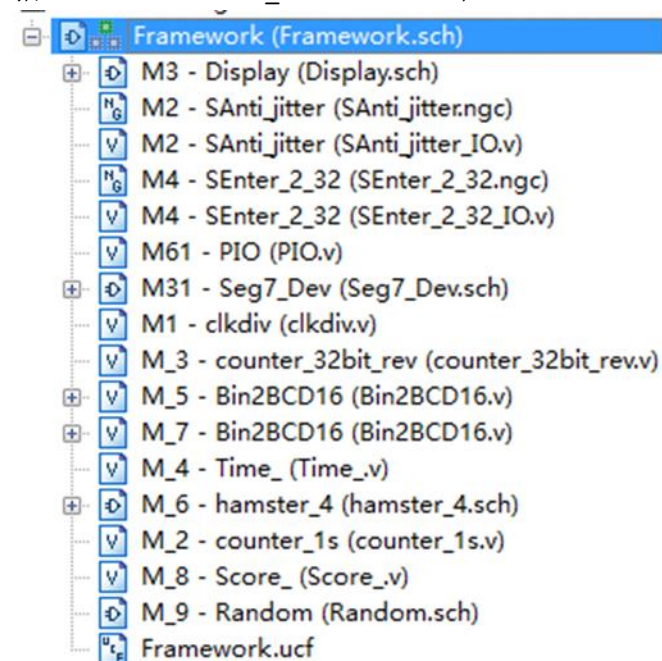 Framework (Framework.sch)
M3 - Display (Display.sch)
M2 - SAnti_jitter (SAnti_jitter.ngc)
M2 - SAnti_jitter (SAnti_jitter_IO.v)
M4 - SEnter_2_32 (SEnter_2_32.ngc)
M4 - SEnter_2_32 (SEnter_2_32_IO.v)
M61 - PIO (PIO.v)
M31 - Seg7_Dev (Seg7_Dev.sch)
M1 - clkdiv (clkdiv.v)
M_3 - counter_32bit_rev (counter_32bit_rev.v)
M_5 - Bin2BCD16 (Bin2BCD16.v)
M_7 - Bin2BCD16 (Bin2BCD16.v)
M_4 - Time_ (Time_.v)
M_6 - hamster_4 (hamster_4.sch)
M_2 - counter_1s (counter_1s.v)
M_8 - Score_ (Score_.v)
M_9 - Random (Random.sch)
Framework.ucf